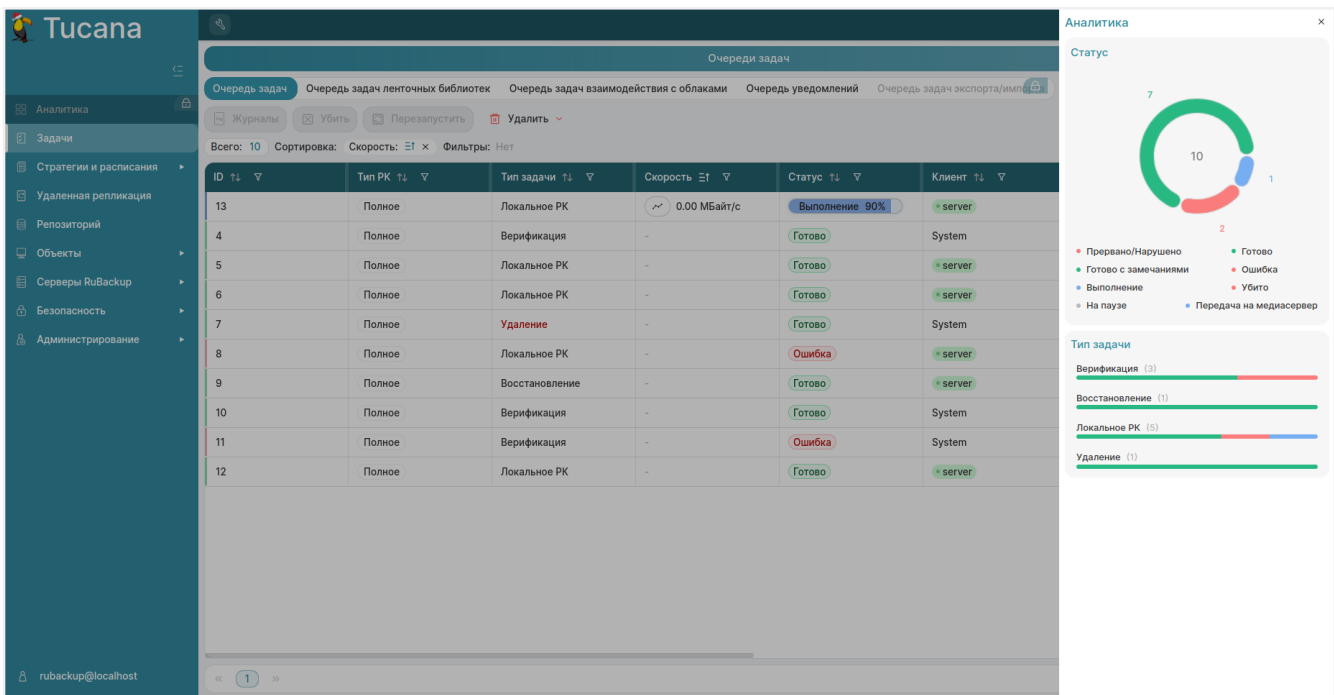 Tucana
Аналитика
Задачи
Стратегии и расписания
Удаленная репликация
Репозиторий
Объекты
Серверы RuBackup
Безопасность
Администрирование
rubackup@localhost
Очереди задач
Очередь задач Очередь задач ленточных библиотек Очередь задач взаимодействия с облаками Очередь уведомлений Очередь задач экспорта/импорта
Журналы Убить Перезапустить Удалить
Всего: 10 Сортировка: Скорость: Фильтры: Нет
ID Тип РК Тип задачи Скорость Статус Клиент
13 Полное Локальное РК 0.00 МБайт/с Выполнение 90% server
4 Полное Верификация - Готово System
5 Полное Локальное РК - Готово server
6 Полное Локальное РК - Готово server
7 Полное Удаление - Готово System
8 Полное Локальное РК - Ошибка server
9 Полное Восстановление - Готово server
10 Полное Верификация - Готово System
11 Полное Верификация - Ошибка System
12 Полное Локальное РК - Готово server
« 1 »
Аналитика ×
Статус
7
10
1
2
Прервано/Нарушено Готово
Готово с замечаниями Ошибка
Выполнение Убито
На паузе Передача на медиасервер
Тип задачи
Верификация (3)
Восстановление (1)
Локальное РК (5)
Удаление (1)